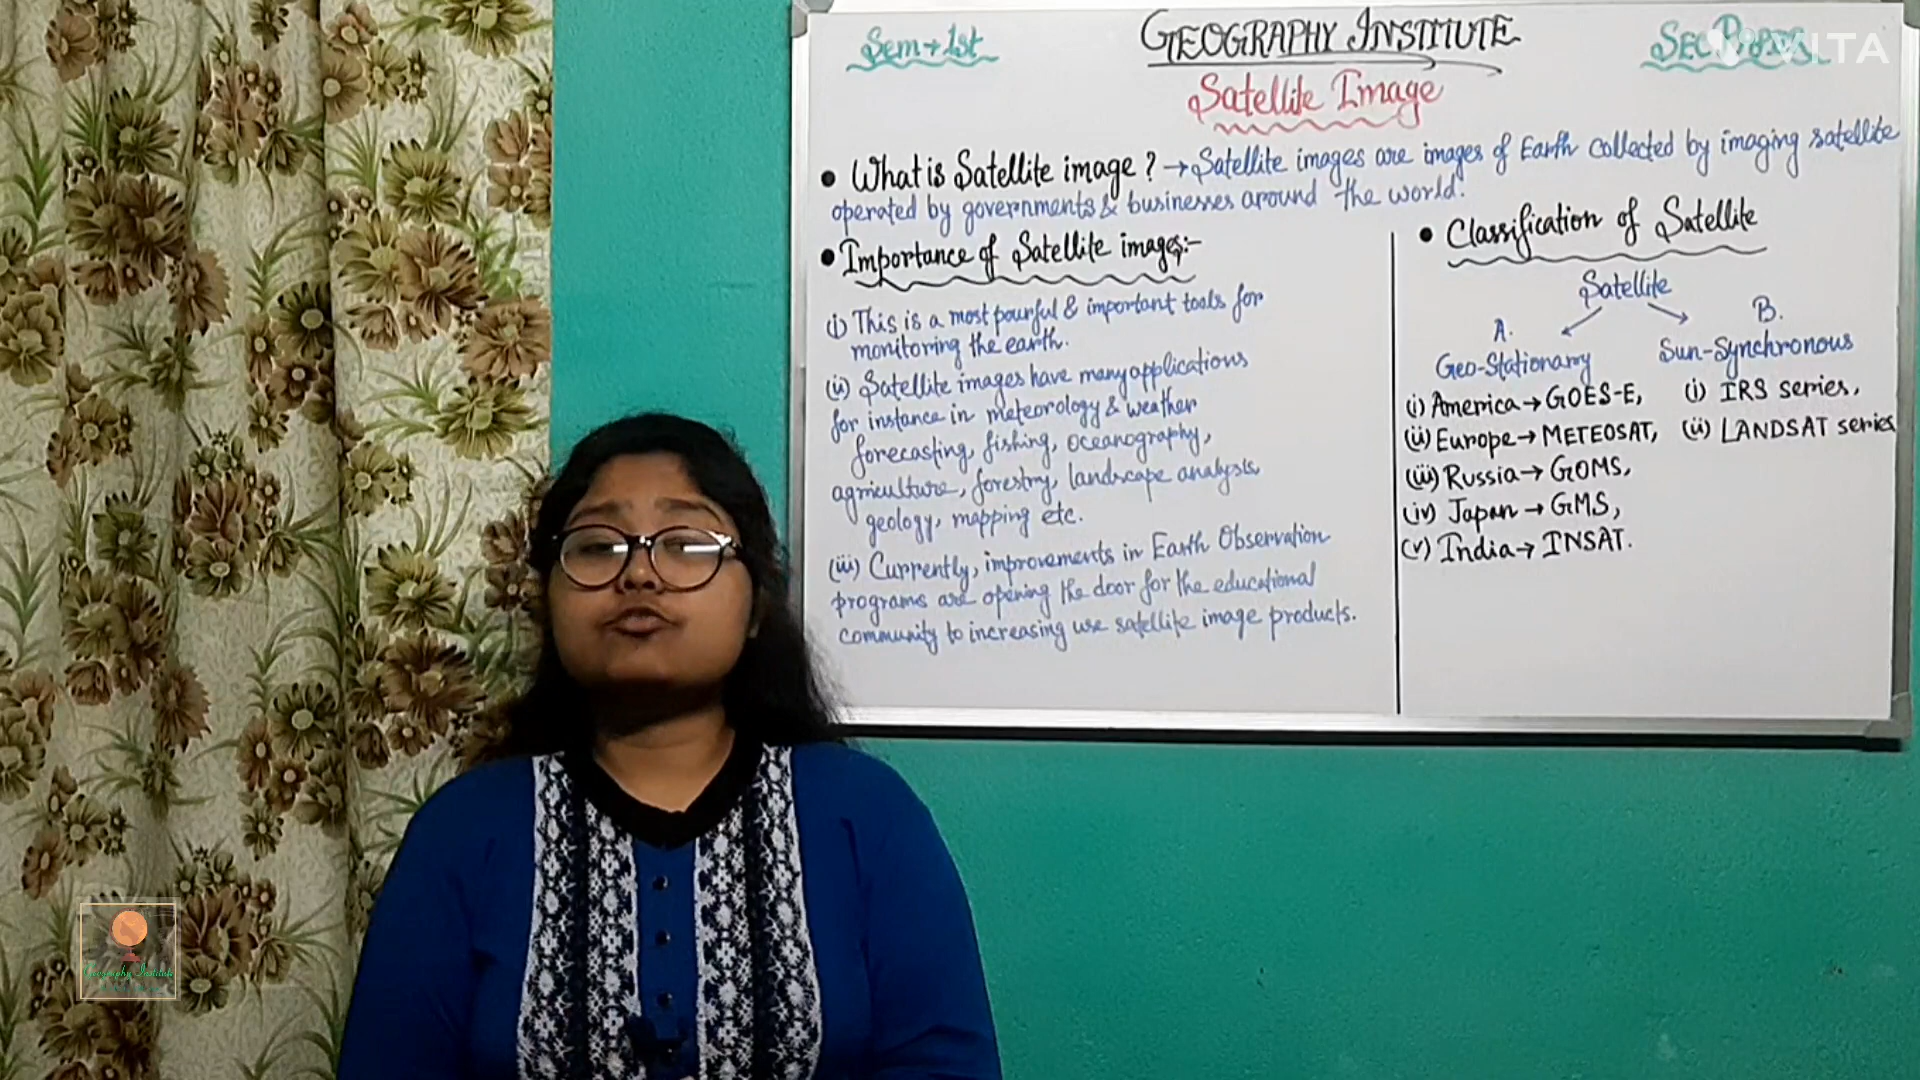 Sem → 1st
GEOGRAPHY INSTITUTE
SEC
VITA
Satellite Image
• What is Satellite image ? → Satellite images are images of Earth collected by imaging satellite
operated by governments & businesses around the world.
• Importance of Satellite images:-
(i) This is a most pourful & important tools for
monitoring the earth.
(ii) Satellite images have many applications
for instance in meteorology & weather
forecasting, fishing, oceanography,
agriculture, forestry, landscape analysis,
geology, mapping etc.
(iii) Currently, improvements in Earth Observation
programs are opening the door for the educational
community to increasing use satellite image products.
• Classification of Satellite
Satellite
A.
Geo-Stationary
(i) America → GOES-E,
(ii) Europe → METEOSAT,
(iii) Russia → GOMS,
(iv) Japan → GMS,
(v) India → INSAT.
B.
Sun-Synchronous
(i) IRS series,
(ii) LANDSAT series
Geography Institute